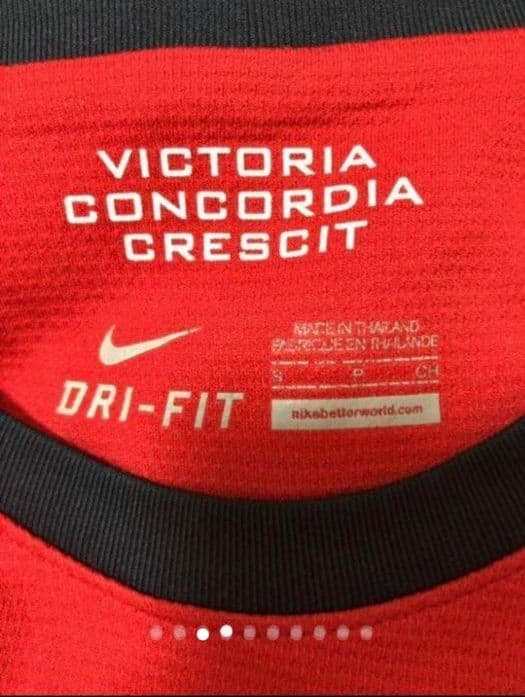 VICTORIA
CONCORDIA
CRESCIT
DRI-FIT
MADE IN THAILAND
FABRIQUE EN THAILANDE
S P CH
nikebetterworld.com